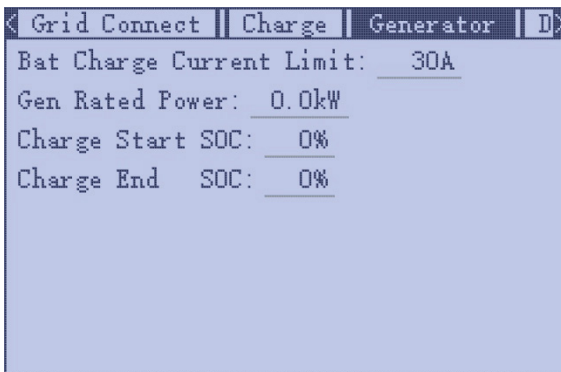 Grid Connect Charge Generator D
Bat Charge Current Limit: 30A
Gen Rated Power: 0.0kW
Charge Start SOC: 0%
Charge End SOC: 0%